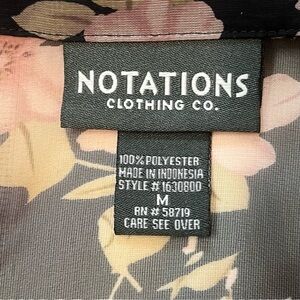 NOTATIONS
CLOTHING CO.
100% POLYESTER
MADE IN INDONESIA
STYLE # 1630800
M
RN # 58719
CARE SEE OVER